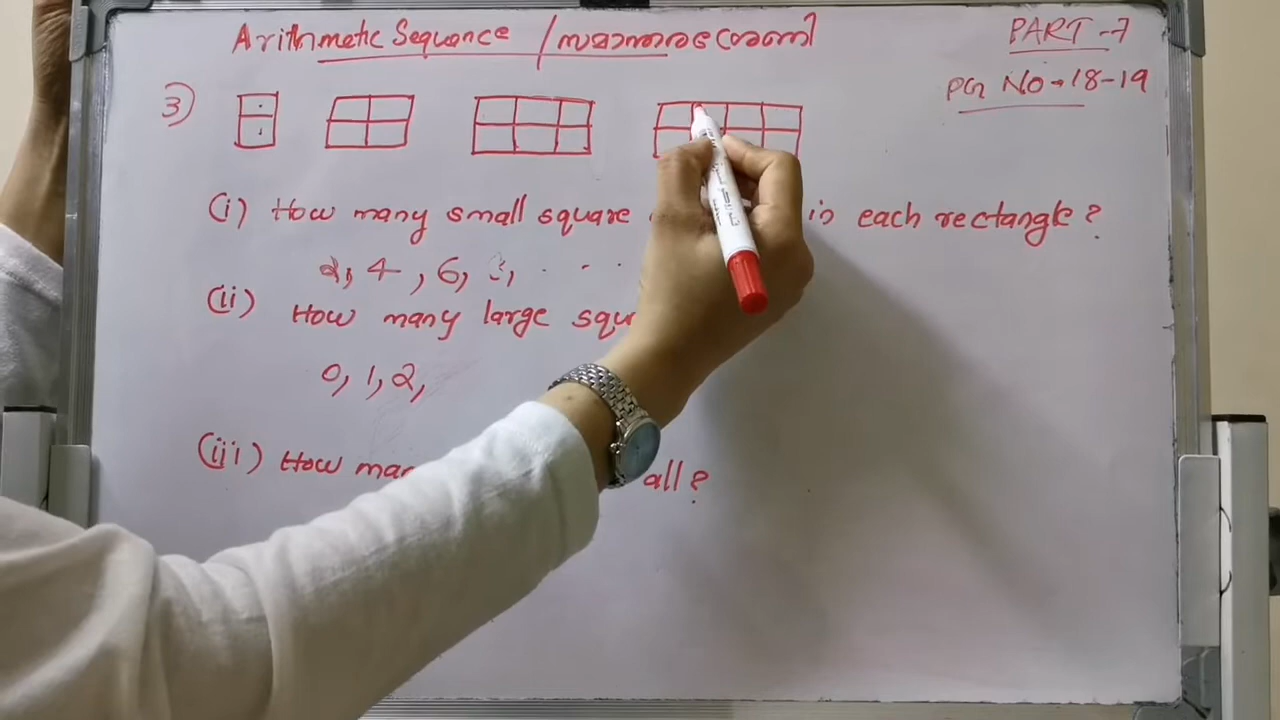 Arithmetic Sequence / സമാന്തരശ്രേണി
PART-7
PG NO → 18-19
3)
(i) How many small square in each rectangle?
2, 4, 6, 8, . . .
(ii) How many large squ
0, 1, 2,
(iii) How man all?